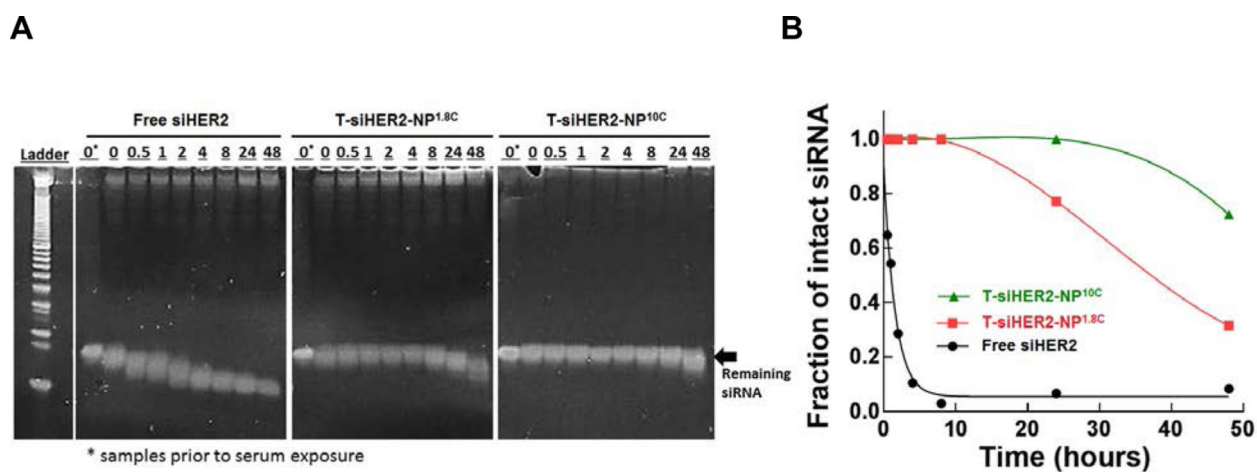 A
B
Free siHER2
T-siHER2-NP1.8C
T-siHER2-NP10C
Ladder
0* 0 0.5 1 2 4 8 24 48
0* 0 0.5 1 2 4 8 24 48
0* 0 0.5 1 2 4 8 24 48
Remaining
siRNA
* samples prior to serum exposure
Fraction of intact siRNA
1.0
0.8
0.6
0.4
0.2
0.0
T-siHER2-NP10C
T-siHER2-NP1.8C
Free siHER2
0 10 20 30 40 50
Time (hours)